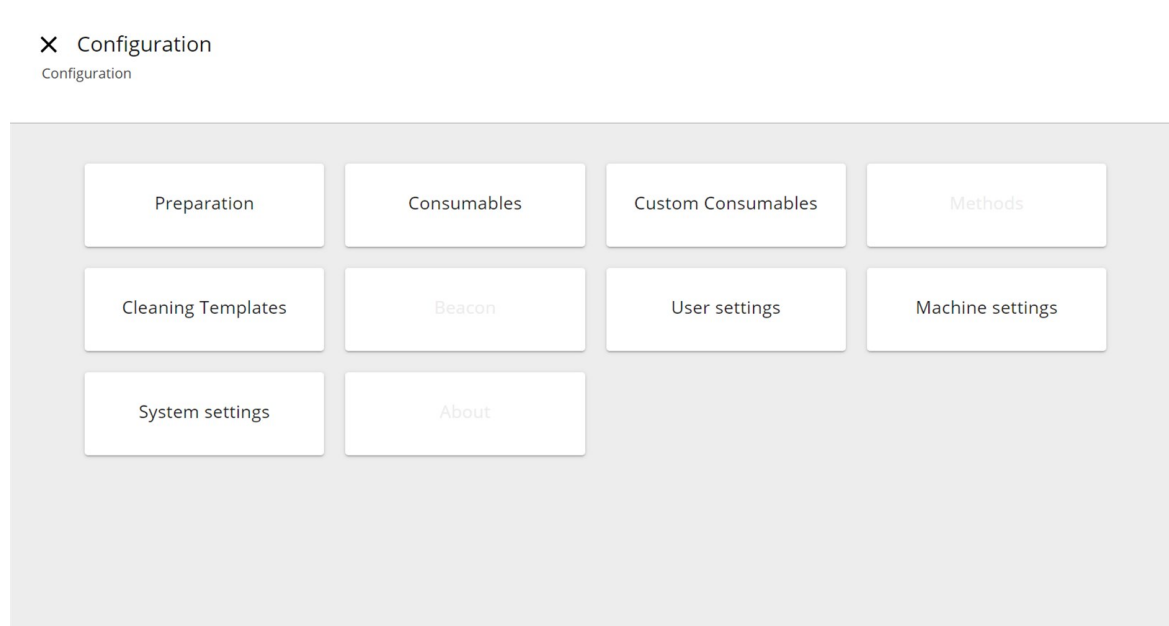 Configuration
Configuration
Preparation
Consumables
Custom Consumables
Methods
Cleaning Templates
Beacon
User settings
Machine settings
System settings
About